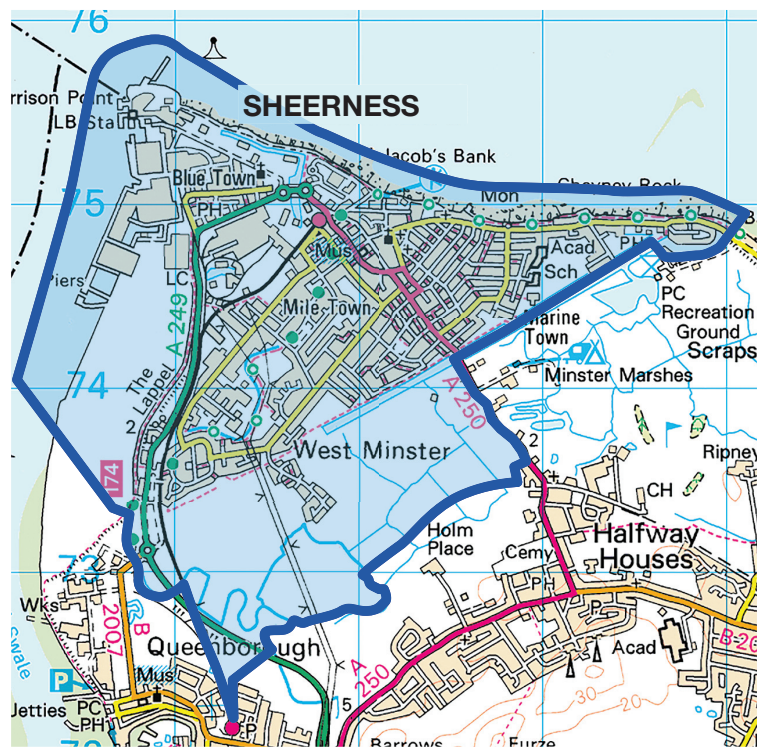 76
SHEERNESS
rrison Point
LB Sta
Jacob's Bank
Blue Town
Mon
Cheyney Rock
75
PH
B
Mus
Acad
PH
Sch
Piers
LC
PC
Mile Town
Recreation
Ground
A 249
Marine
Town
Scraps
74
The
Lappel
Minster Marshes
A 250
2
2
West Minster
Ripney
174
CH
Holm
Place
Halfway
Houses
73
Cemy
PH
Wks
B
2007
P
Swale
Queenborough
Acad
B 20
A
250
P
Mus
Jetties
PC
PH
5
30
20
P
72
Barrows
Furze